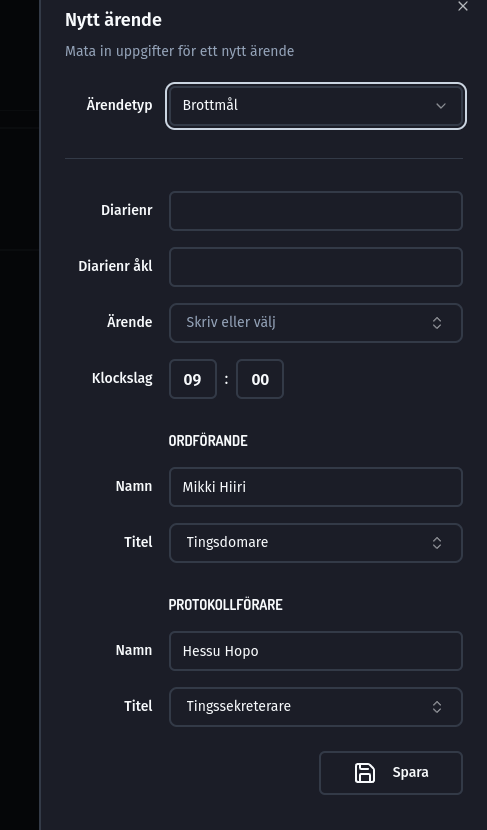 Nytt ärende
Mata in uppgifter för ett nytt ärende
Ärendetyp Brottmål
Diarienr
Diarienr åkl
Ärende Skriv eller välj
Klockslag 09 : 00
ORDFÖRANDE
Namn Mikki Hiiri
Titel Tingsdomare
PROTOKOLLFÖRARE
Namn Hessu Hopo
Titel Tingssekreterare
Spara